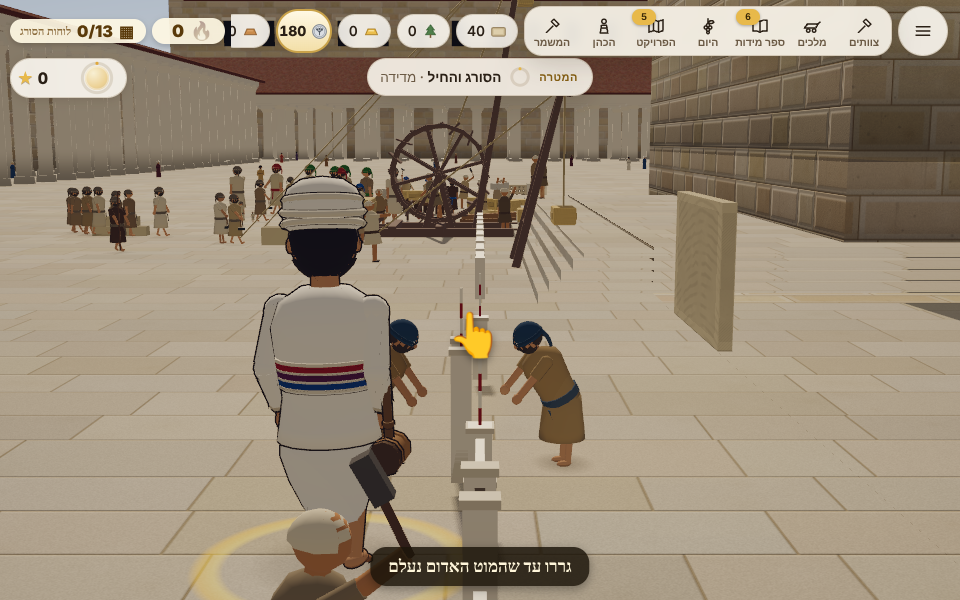 צוותים
מלכים
6
ספר מידות
היום
5
הפרויקט
הכהן
המשמר
40
0
0
180
0
0
0/13 לוחות הסורג
0
המטרה הסורג והחיל · מדידה
גררו עד שהמוט האדום נעלם